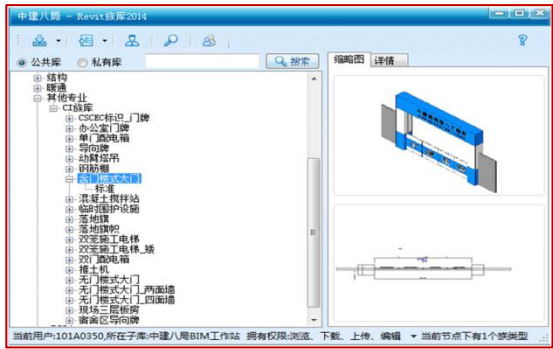 中建八局 - Revit族库2014
公共库 私有库 搜索 缩略图 详情
结构
暖通
其他专业
CI族库
CSCEC标识_门牌
办公室门牌
单门配电箱
导向牌
动臂塔吊
钢筋棚
含门楼式大门
标准
混凝土搅拌站
临时围护设施
落地旗
落地旗帜
双笼施工电梯
双笼施工电梯_矮
双门配电箱
推土机
无门楼式大门
无门楼式大门_两面墙
无门楼式大门_四面墙
现场三层板房
宿舍区导向牌
当前用户:101A0350,所在子库:中建八局BIM工作站 拥有权限:浏览、下载、上传、编辑 当前节点下有1个族类型